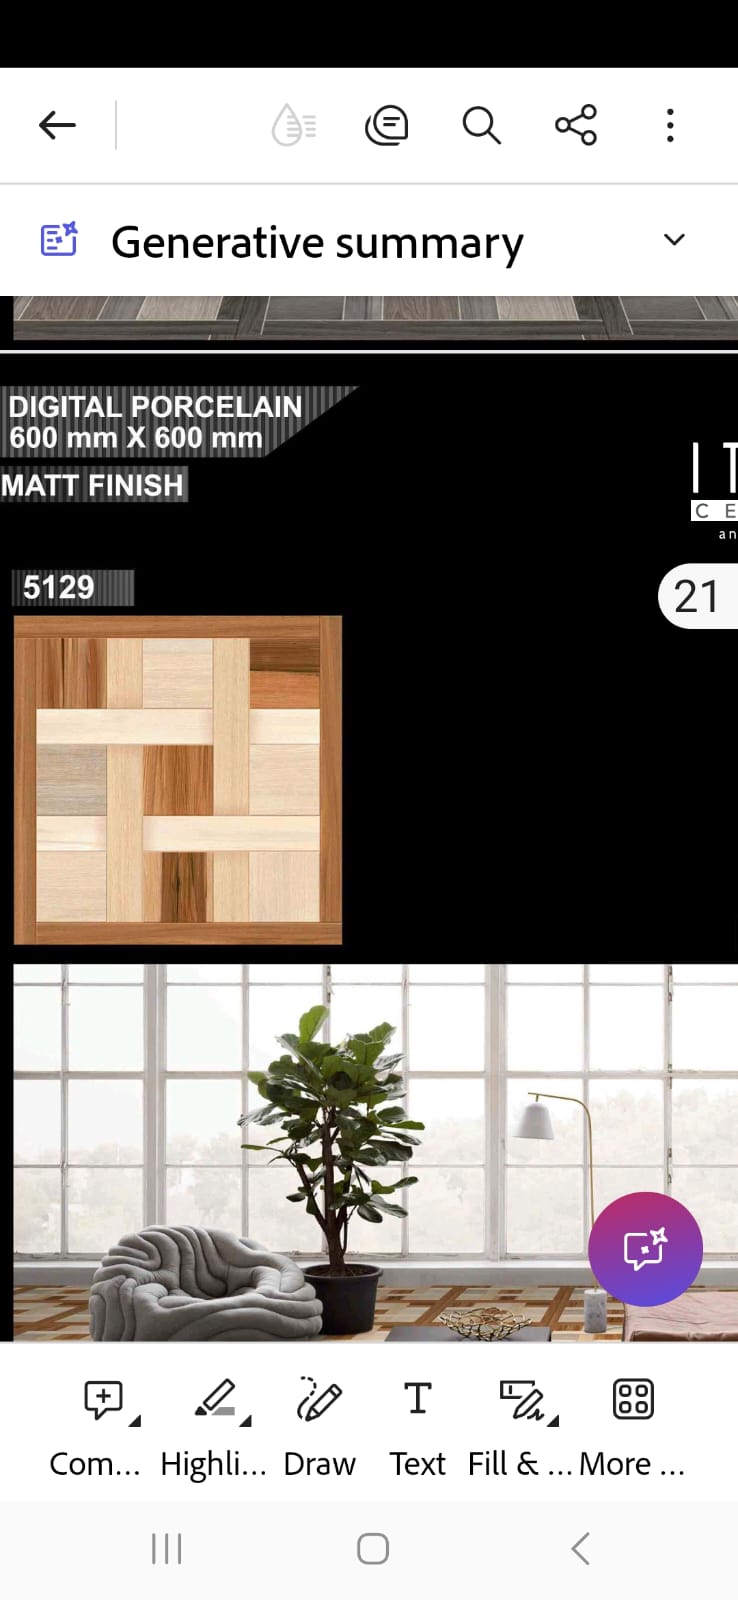 Generative summary
DIGITAL PORCELAIN
600 mm X 600 mm
MATT FINISH
I T
C E
an
5129
21
Com...
Highli...
Draw
Text
Fill & ...
More ...